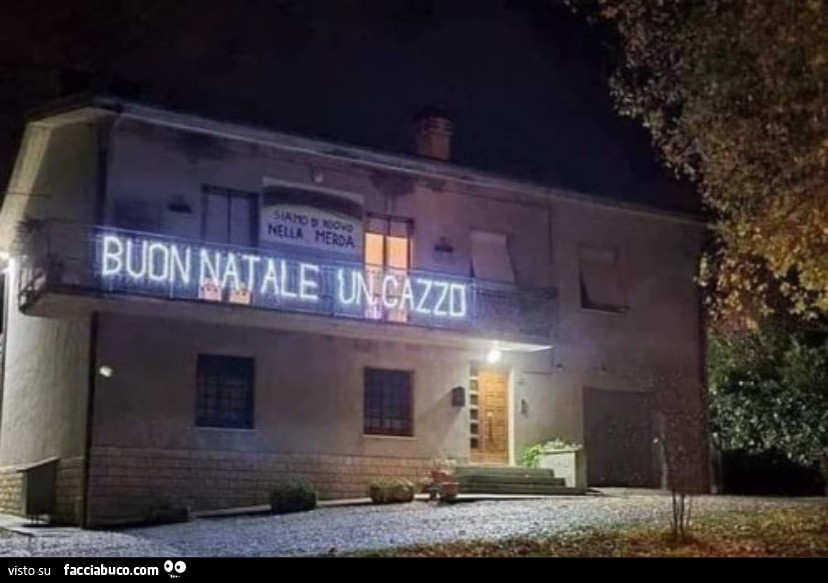 SIAMO DI NUOVO
NELLA MERDA
BUON NATALE UN CAZZO
visto su facciabuco.com